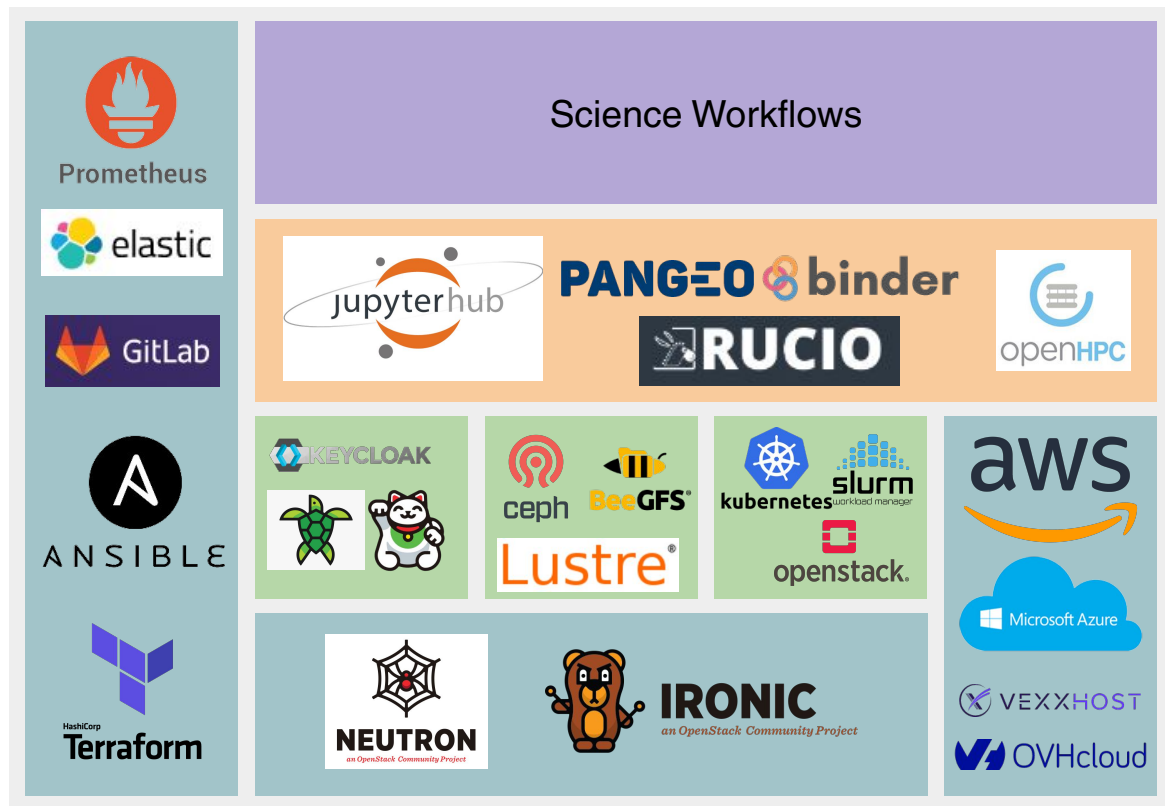 Prometheus
elastic
GitLab
ANSIBLE
HashiCorp
Terraform
Science Workflows
jupyterhub
PANGEO binder
RUCIO
openHPC
KEYCLOAK
ceph
BeeGFS®
Lustre®
kubernetes
slurm
workload manager
openstack.
aws
Microsoft Azure
VEXXHOST
OVHcloud
NEUTRON
an OpenStack Community Project
IRONIC
an OpenStack Community Project